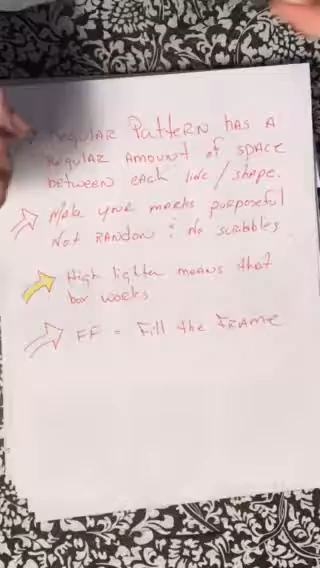 Regular Pattern has a
Regular amount of space
between each line/shape.
Make your marks purposeful
Not Random & No scribbles.
High lighter means that
box works
FF = Fill the Frame